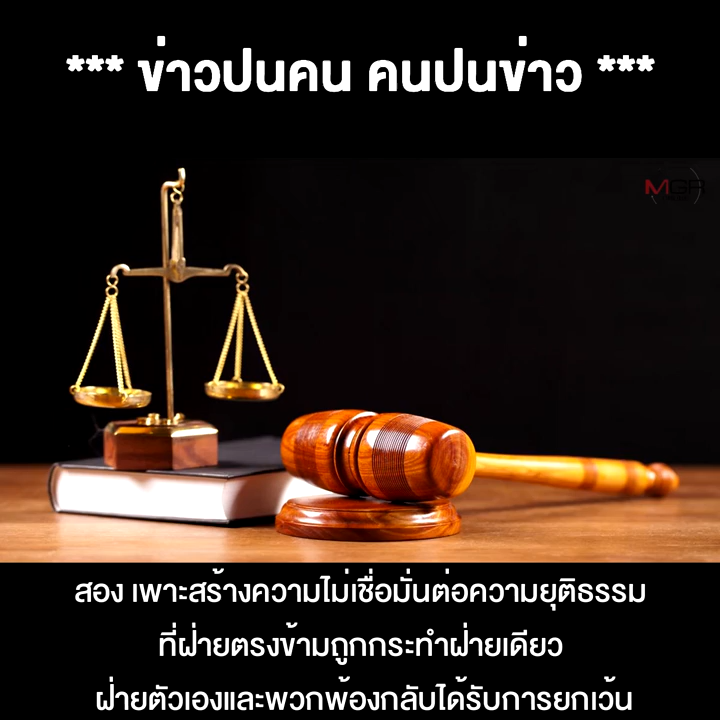 *** ข่าวปนคน คนปนข่าว ***
MGR
สอง เพาะสร้างความไม่เชื่อมั่นต่อความยุติธรรม
ที่ฝ่ายตรงข้ามถูกกระทำฝ่ายเดียว
ฝ่ายตัวเองและพวกพ้องกลับได้รับการยกเว้น